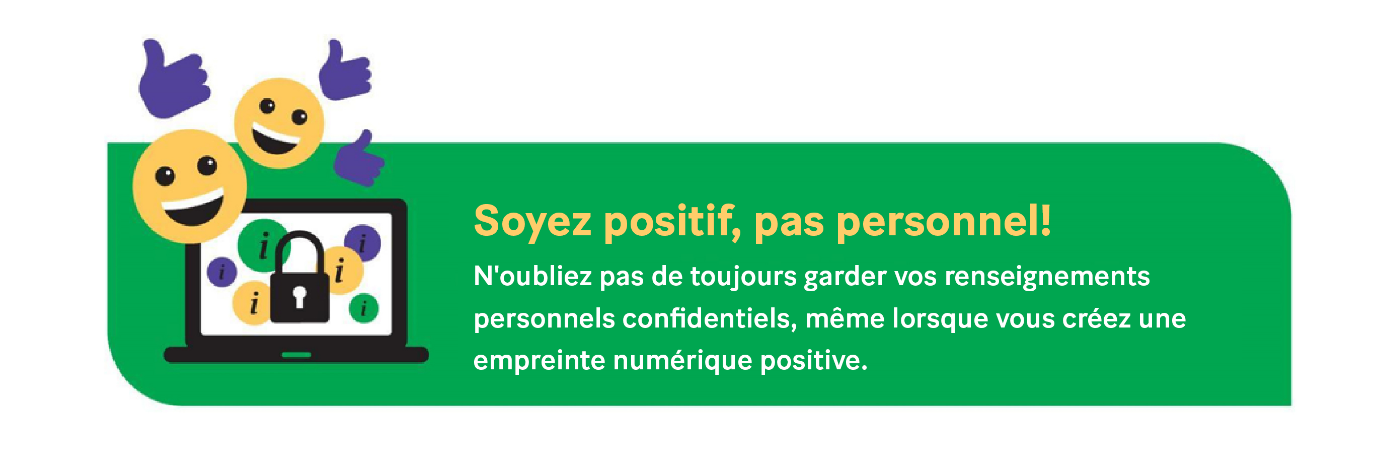 Soyez positif, pas personnel!
N'oubliez pas de toujours garder vos renseignements
personnels confidentiels, même lorsque vous créez une
empreinte numérique positive.
i
i
i
i
i
i